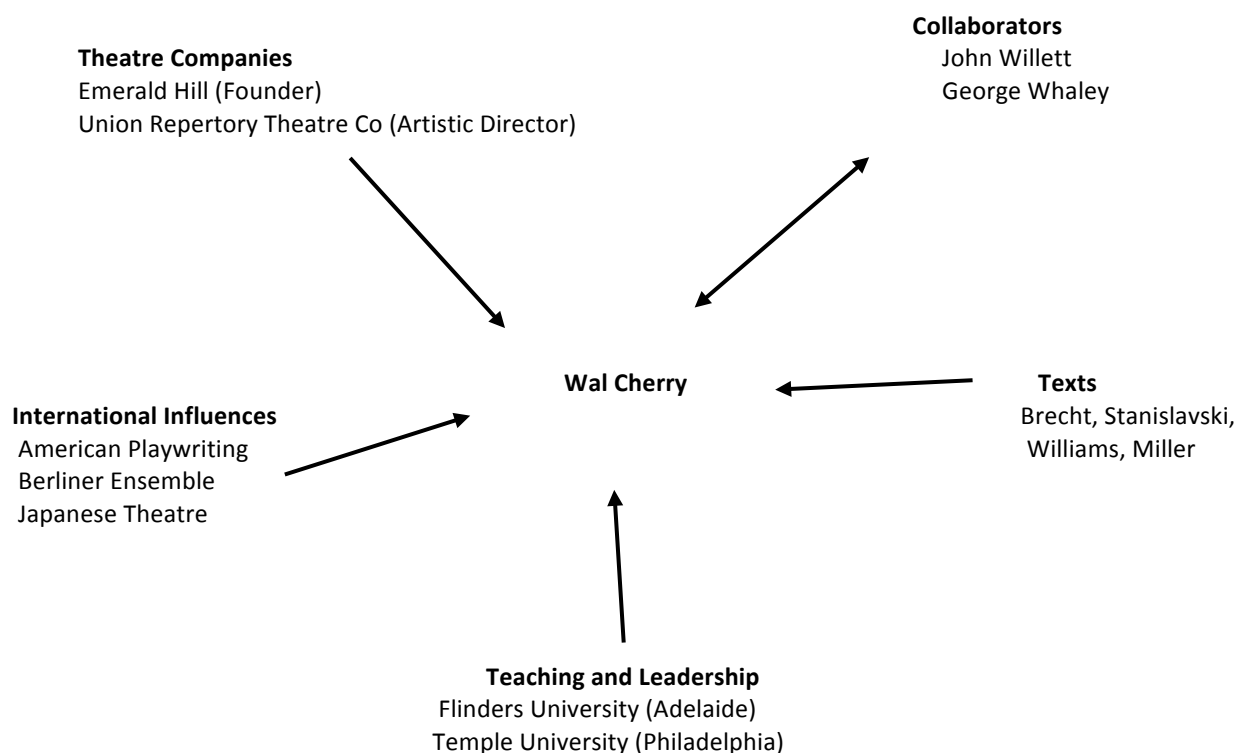 Theatre Companies
Emerald Hill (Founder)
Union Repertory Theatre Co (Artistic Director)
Collaborators
John Willett
George Whaley
Wal Cherry
International Influences
American Playwriting
Berliner Ensemble
Japanese Theatre
Texts
Brecht, Stanislavski,
Williams, Miller
Teaching and Leadership
Flinders University (Adelaide)
Temple University (Philadelphia)